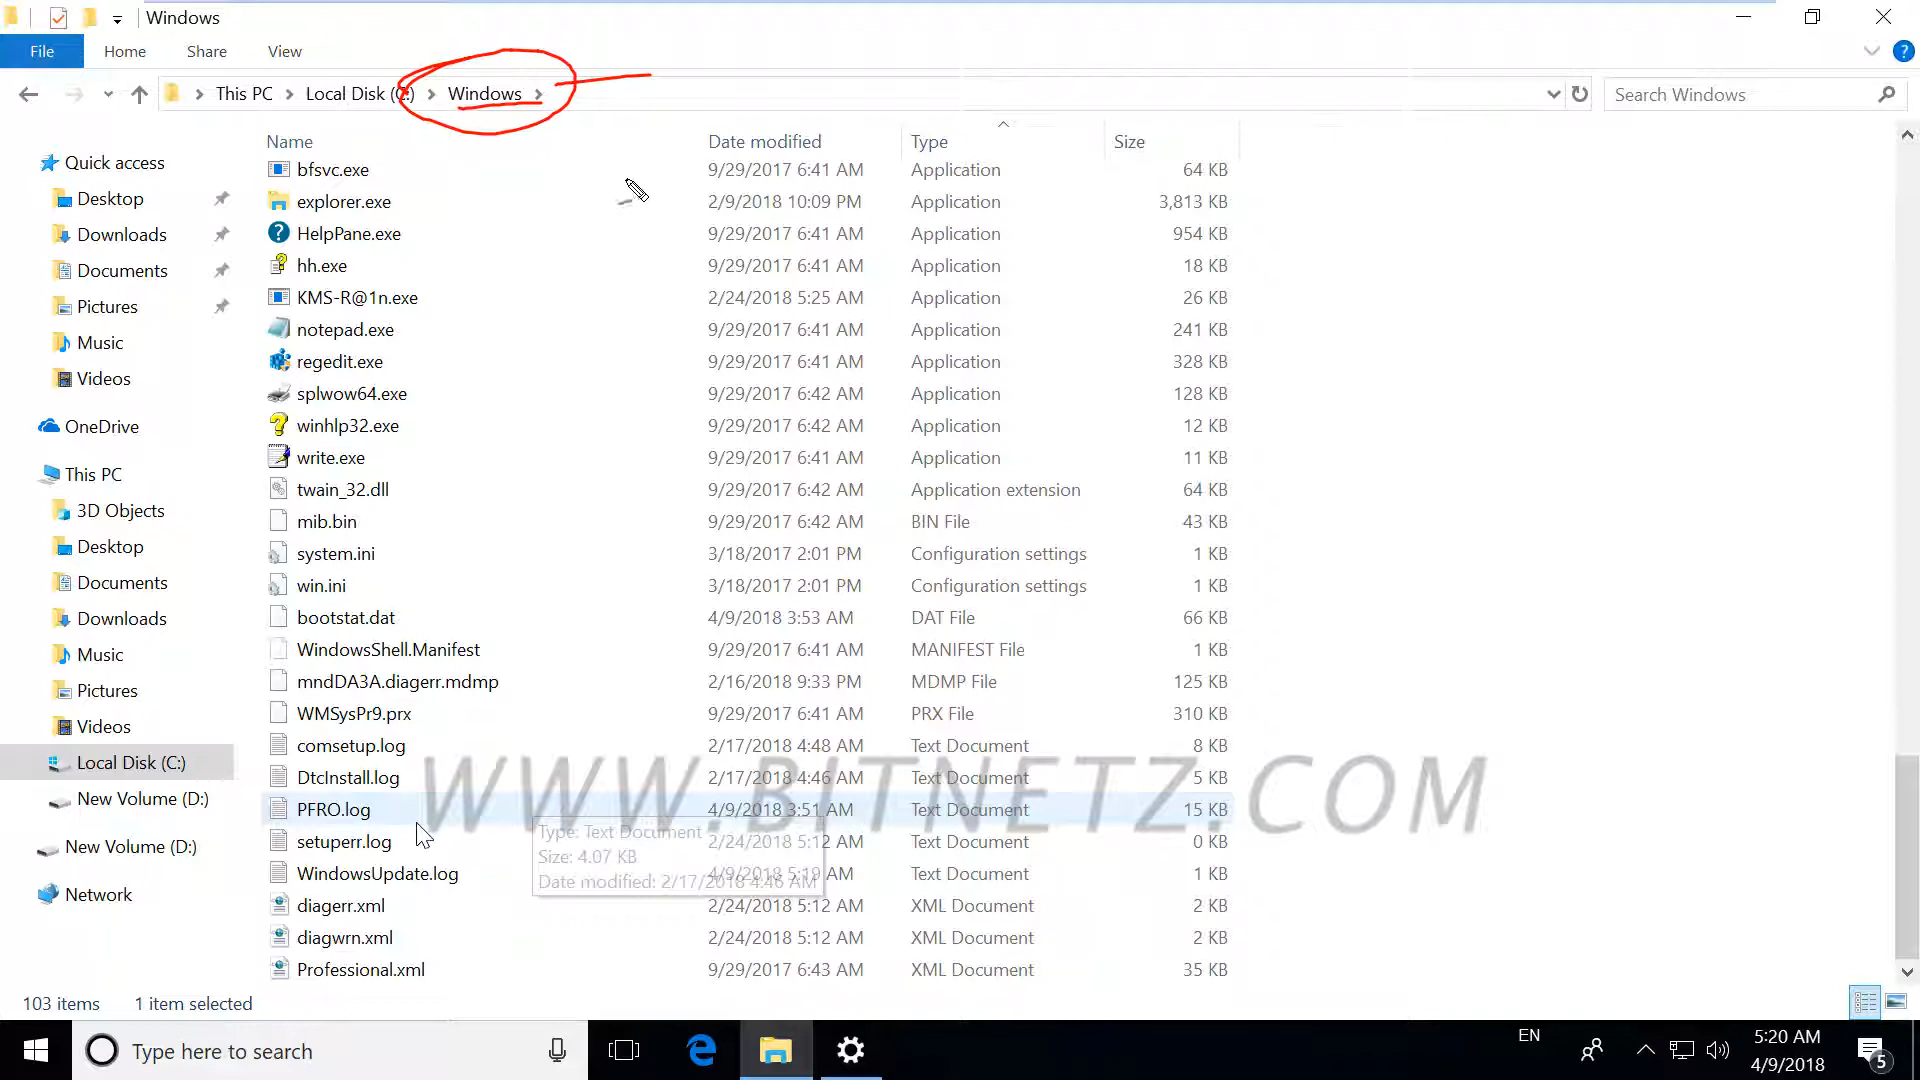 Windows
File Home Share View
This PC Local Disk (C:) Windows
Search Windows
Name Date modified Type Size
Quick access
Desktop
Downloads
Documents
Pictures
Music
Videos
OneDrive
This PC
3D Objects
Desktop
Documents
Downloads
Music
Pictures
Videos
Local Disk (C:)
New Volume (D:)
New Volume (D:)
Network
bfsvc.exe 9/29/2017 6:41 AM Application 64 KB
explorer.exe 2/9/2018 10:09 PM Application 3,813 KB
HelpPane.exe 9/29/2017 6:41 AM Application 954 KB
hh.exe 9/29/2017 6:41 AM Application 18 KB
KMS-R@1n.exe 2/24/2018 5:25 AM Application 26 KB
notepad.exe 9/29/2017 6:41 AM Application 241 KB
regedit.exe 9/29/2017 6:41 AM Application 328 KB
splwow64.exe 9/29/2017 6:42 AM Application 128 KB
winhlp32.exe 9/29/2017 6:42 AM Application 12 KB
write.exe 9/29/2017 6:42 AM Application 11 KB
twain_32.dll 9/29/2017 6:42 AM Application extension 64 KB
mib.bin 9/29/2017 6:42 AM BIN File 43 KB
system.ini 3/18/2017 2:01 PM Configuration settings 1 KB
win.ini 3/18/2017 2:01 PM Configuration settings 1 KB
bootstat.dat 4/9/2018 3:53 AM DAT File 66 KB
WindowsShell.Manifest 9/29/2017 6:41 AM MANIFEST File 1 KB
mndDA3A.diagerr.mdmp 2/16/2018 9:33 PM MDMP File 125 KB
WMSysPr9.prx 9/29/2017 6:41 AM PRX File 310 KB
comsetup.log 2/17/2018 4:48 AM Text Document 8 KB
DtcInstall.log 2/17/2018 4:46 AM Text Document 5 KB
WWW.BITNETZ.COM
PFRO.log 4/9/2018 3:51 AM Text Document 15 KB
Type: Text Document
Size: 4.07 KB
Date modified: 2/17/2018 4:46 AM
setuperr.log 2/24/2018 5:12 AM Text Document 0 KB
WindowsUpdate.log 4/9/2018 5:19 AM Text Document 1 KB
diagerr.xml 2/24/2018 5:12 AM XML Document 2 KB
diagwrn.xml 2/24/2018 5:12 AM XML Document 2 KB
Professional.xml 9/29/2017 6:43 AM XML Document 35 KB
103 items 1 item selected
Type here to search
EN
5:20 AM
4/9/2018
5